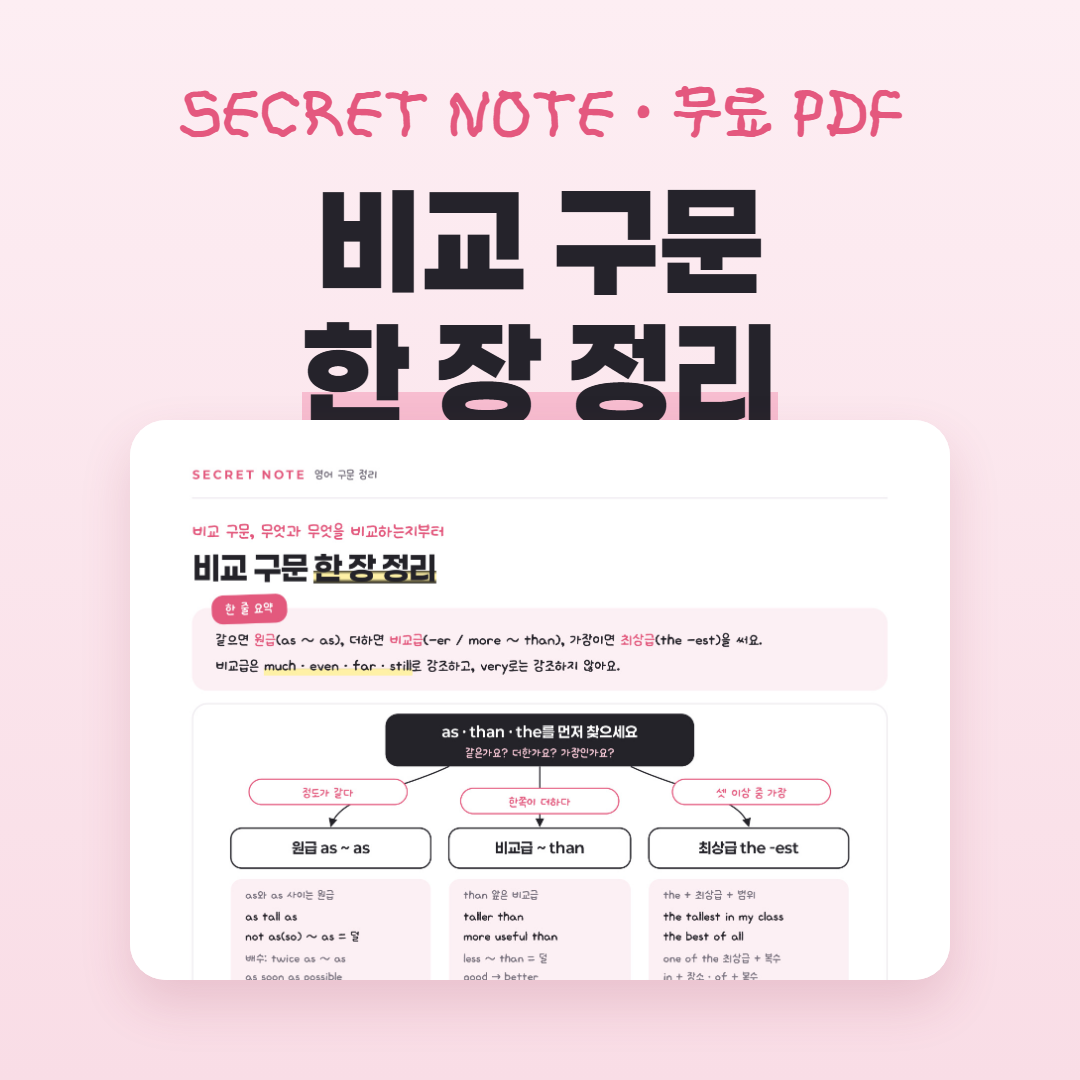 SECRET NOTE · 무료 PDF
비교 구문
한 장 정리
SECRET NOTE 영어 구문 정리
비교 구문, 무엇과 무엇을 비교하는지부터
비교 구문 한 장 정리
한 줄 요약
같으면 원급(as ~ as), 더하면 비교급(-er / more ~ than), 가장이면 최상급(the -est)을 써요.
비교급은 much · even · far · still로 강조하고, very로는 강조하지 않아요.
as · than · the를 먼저 찾으세요
같은가요? 더한가요? 가장인가요?
정도가 같다
한쪽이 더하다
셋 이상 중 가장
원급 as ~ as
비교급 ~ than
최상급 the -est
as와 as 사이는 원급
as tall as
not as(so) ~ as = 덜
배수: twice as ~ as
as soon as possible
than 앞은 비교급
taller than
more useful than
less ~ than = 덜
good → better
the + 최상급 + 범위
the tallest in my class
the best of all
one of the 최상급 + 복수
in + 장소 · of + 복수